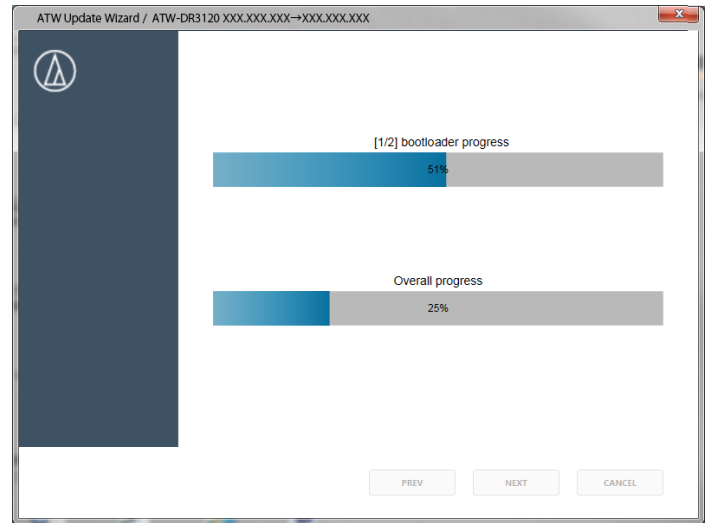 ATW Update Wizard / ATW-DR3120 XXX.XXX.XXX→XXX.XXX.XXX
[1/2] bootloader progress
51%
Overall progress
25%
PREV NEXT CANCEL